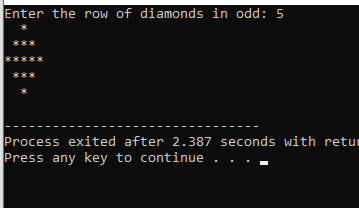 Enter the row of diamonds in odd: 5
  *
 ***
*****
 ***
  *

--------------------------------
Process exited after 2.387 seconds with retu
Press any key to continue . . .